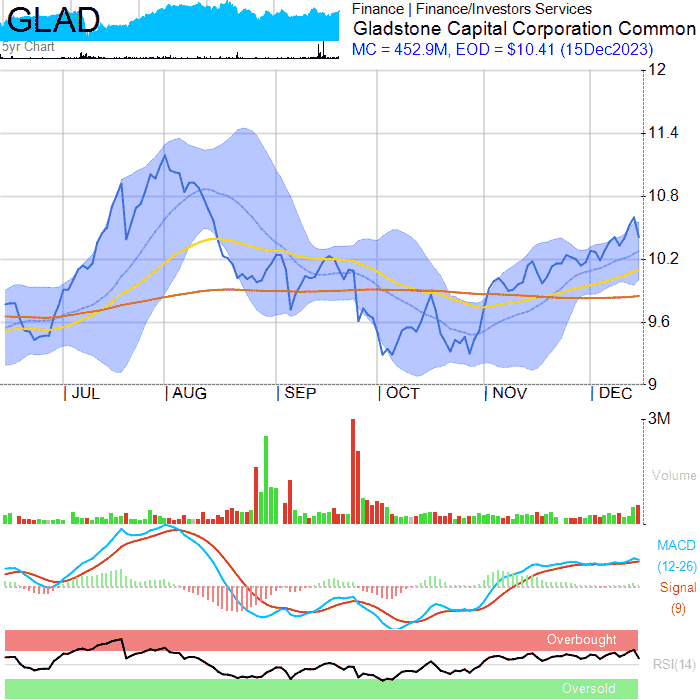 GLAD
5yr Chart
Finance | Finance/Investors Services
Gladstone Capital Corporation Common
MC = 452.9M, EOD = $10.41 (15Dec2023)
12
11.4
10.8
10.2
9.6
9
JUL AUG SEP OCT NOV DEC
3M
Volume
MACD
(12-26)
Signal
(9)
Overbought
RSI(14)
Oversold